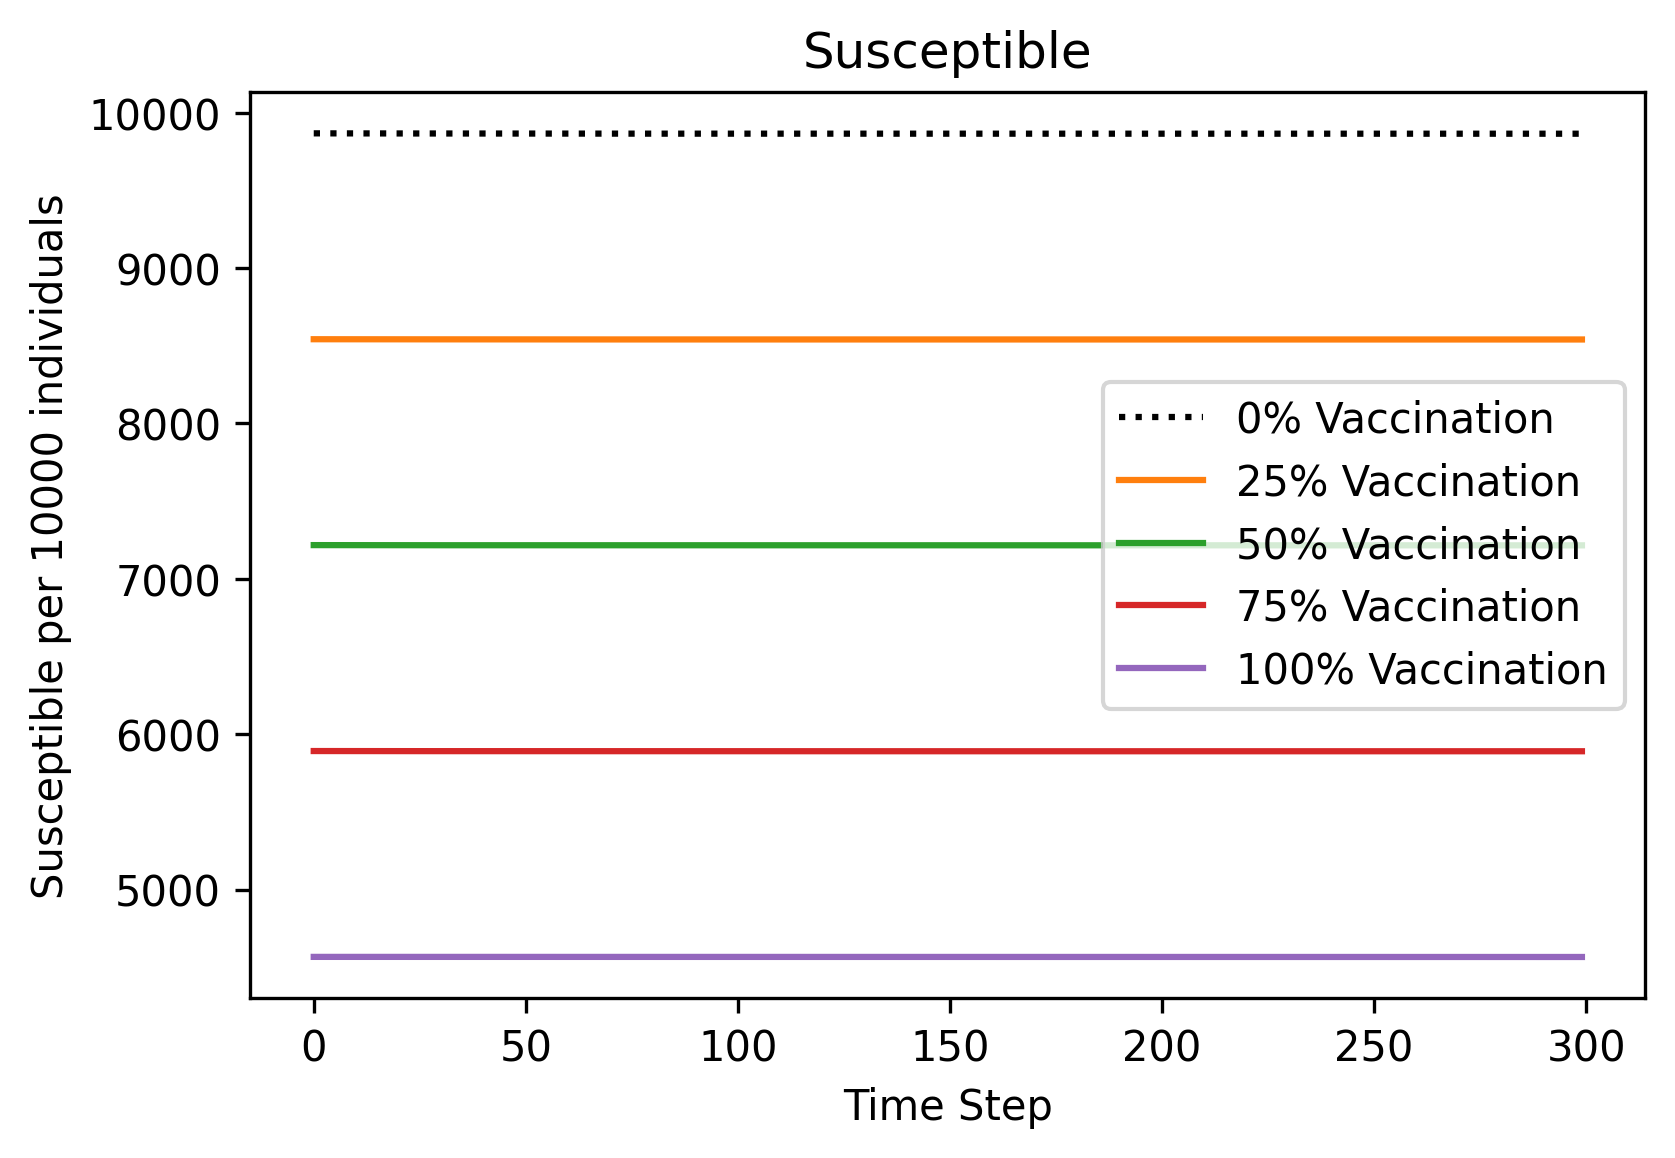 Susceptible
10000
9000
8000
7000
6000
5000
Susceptible per 10000 individuals
0% Vaccination
25% Vaccination
50% Vaccination
75% Vaccination
100% Vaccination
0 50 100 150 200 250 300
Time Step